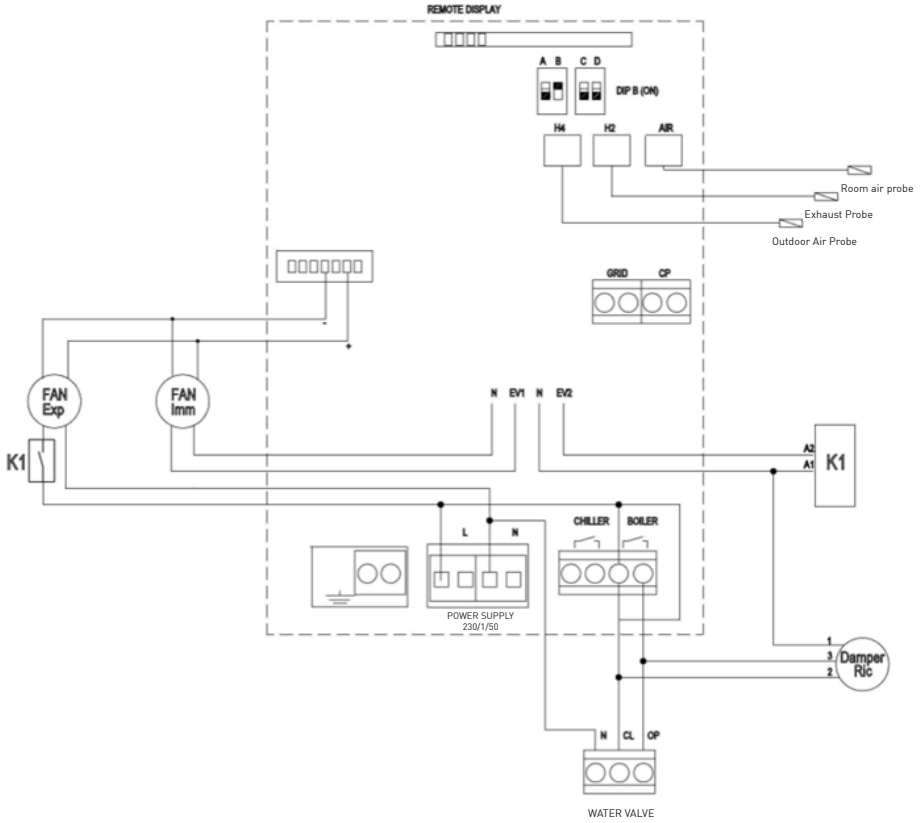 REMOTE DISPLAY
A B C D
DIP B (ON)
H4 H2 AIR
Room air probe
Exhaust Probe
Outdoor Air Probe
GRID CP
-
+
FAN
Exp
FAN
Imm
N EV1 N EV2
K1
A2
A1
K1
CHILLER BOILER
L N
POWER SUPPLY
230/1/50
1
3
2
Damper
Ric
N CL OP
WATER VALVE